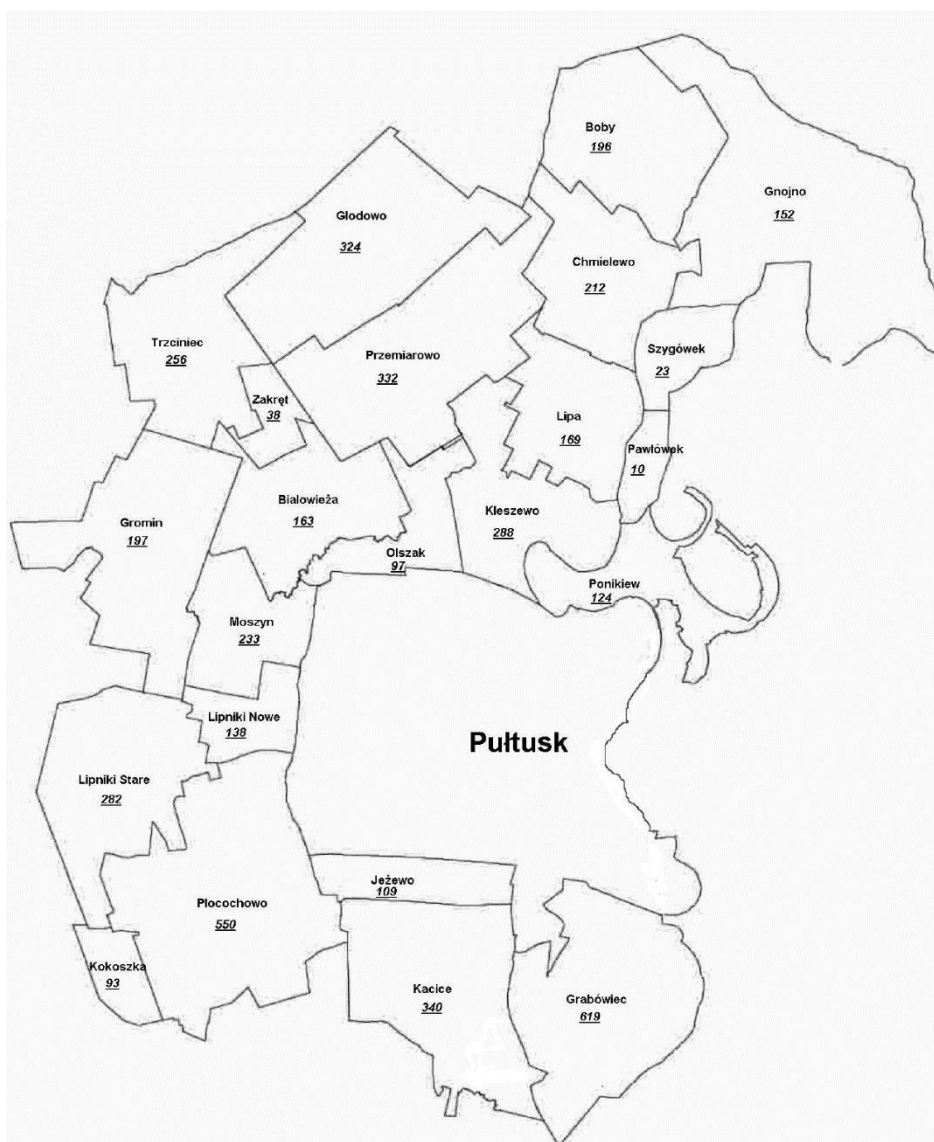 Boby
196
Gnojno
152
Glodowo
324
Chmielewo
212
Trzciniec
256
Przemiarowo
332
Szygówek
23
Zakręt
38
Lipa
169
Pawłówek
10
Bialowieża
163
Kleszewo
288
Gromin
197
Olszak
97
Ponikiew
124
Moszyn
233
Lipniki Nowe
138
Pułtusk
Lipniki Stare
282
Jeżewo
109
Plocochowo
550
Kokoszka
93
Kacice
340
Grabówiec
619